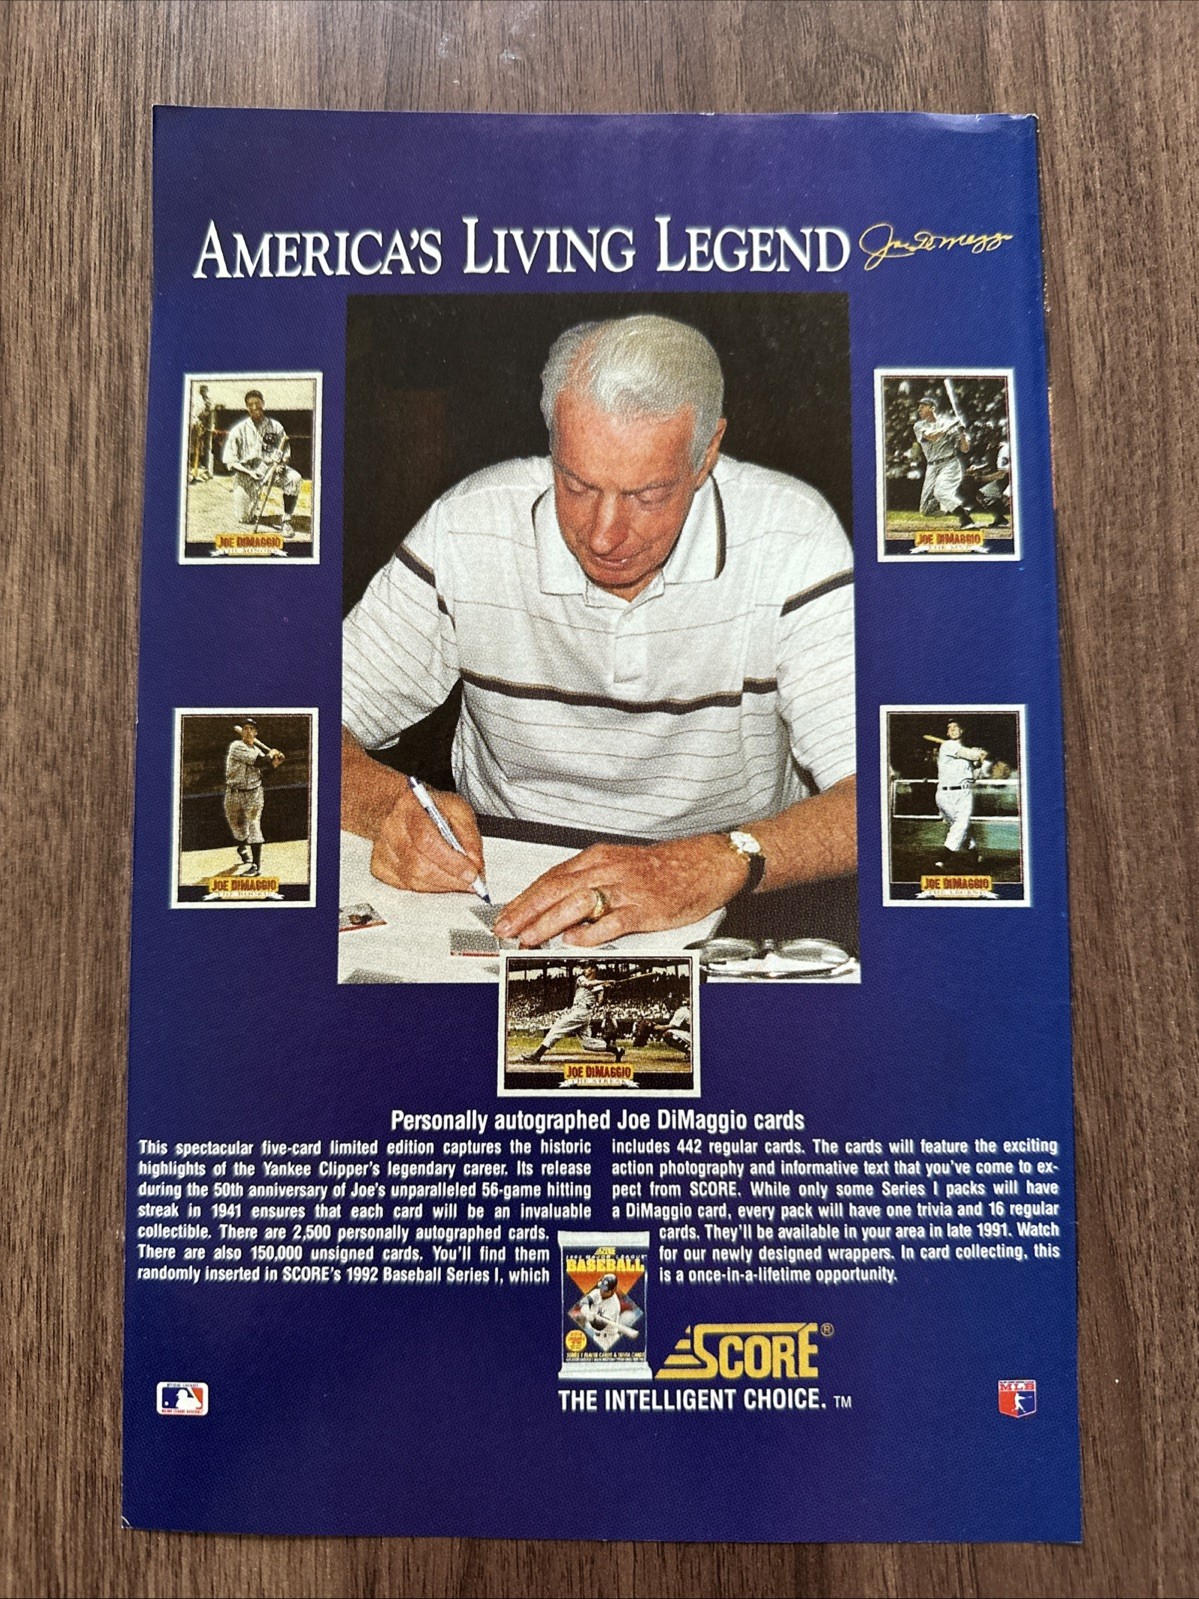 AMERICA'S LIVING LEGEND Joe DiMaggio
JOE DiMAGGIO
JOE DiMAGGIO
JOE DiMAGGIO
JOE DiMAGGIO
JOE DiMAGGIO
THE STREAK
Personally autographed Joe DiMaggio cards
This spectacular five-card limited edition captures the historic
highlights of the Yankee Clipper's legendary career. Its release
during the 50th anniversary of Joe's unparalleled 56-game hitting
streak in 1941 ensures that each card will be an invaluable
collectible. There are 2,500 personally autographed cards.
There are also 150,000 unsigned cards. You'll find them
randomly inserted in SCORE's 1992 Baseball Series I, which
includes 442 regular cards. The cards will feature the exciting
action photography and informative text that you've come to ex-
pect from SCORE. While only some Series I packs will have
a DiMaggio card, every pack will have one trivia and 16 regular
cards. They'll be available in your area in late 1991. Watch
for our newly designed wrappers. In card collecting, this
is a once-in-a-lifetime opportunity.
SCORE
BASEBALL
SCORE®
THE INTELLIGENT CHOICE.™
MLB